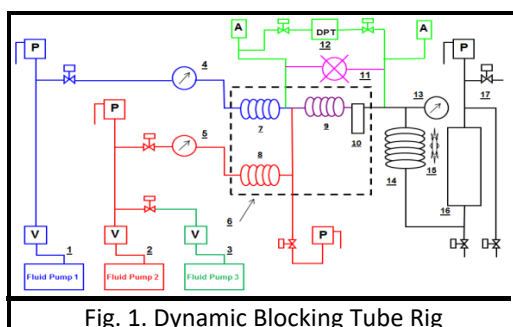 A
DPT
A
P
12
P
4
11
13
17
P
5
7
9
10
8
14
15
16
6
V
V
V
P
1
2
3
Fluid Pump 1
Fluid Pump 2
Fluid Pump 3
Fig. 1. Dynamic Blocking Tube Rig